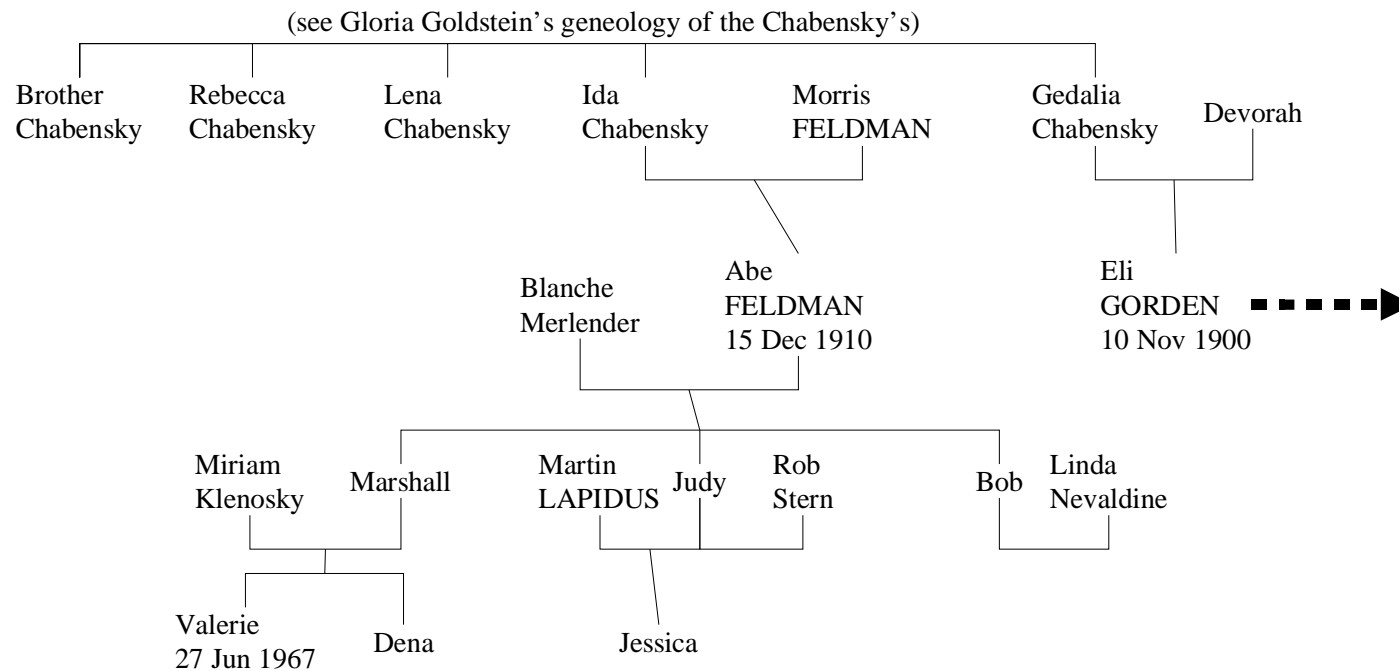 (see Gloria Goldstein's geneology of the Chabensky's)
Brother
Chabensky
Rebecca
Chabensky
Lena
Chabensky
Ida
Chabensky
Morris
FELDMAN
Gedalia
Chabensky
Devorah
Blanche
Merlender
Abe
FELDMAN
15 Dec 1910
Eli
GORDEN
10 Nov 1900
Miriam
Klenosky
Marshall
Martin
LAPIDUS
Judy
Rob
Stern
Bob
Linda
Nevaldine
Valerie
27 Jun 1967
Dena
Jessica